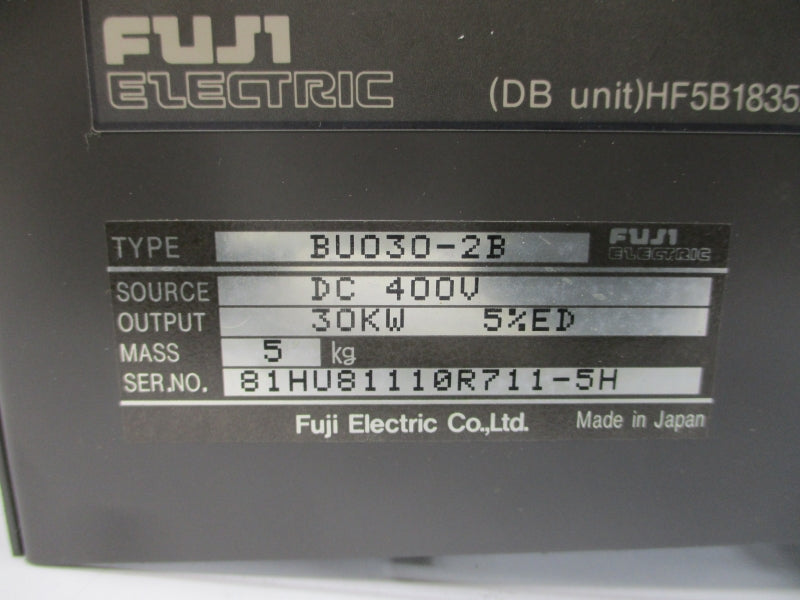 FUJI
ELECTRIC
(DB unit)HF5B1835
TYPE BU030-2B FUJI
ELECTRIC
SOURCE DC 400V
OUTPUT 30KW 5%ED
MASS 5 kg
SER.NO. 81HU81110R711-5H
Fuji Electric Co.,Ltd. Made in Japan